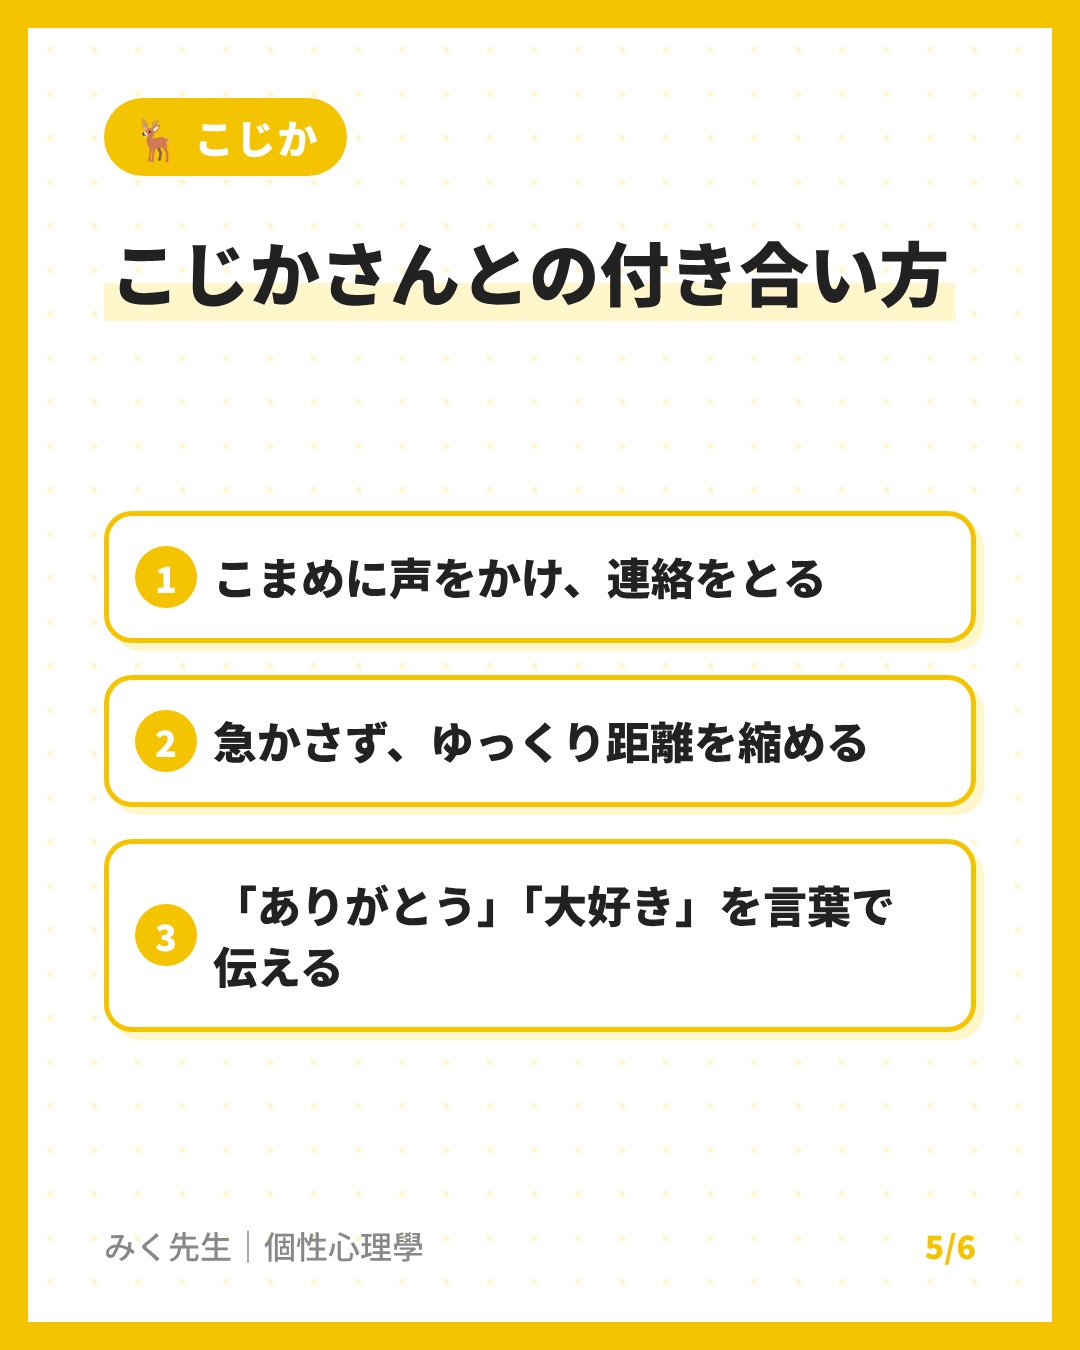 🦌 こじか
こじかさんとの付き合い方
1 こまめに声をかけ、連絡をとる
2 急かさず、ゆっくり距離を縮める
3 「ありがとう」「大好き」を言葉で
伝える
みく先生｜個性心理學
5/6